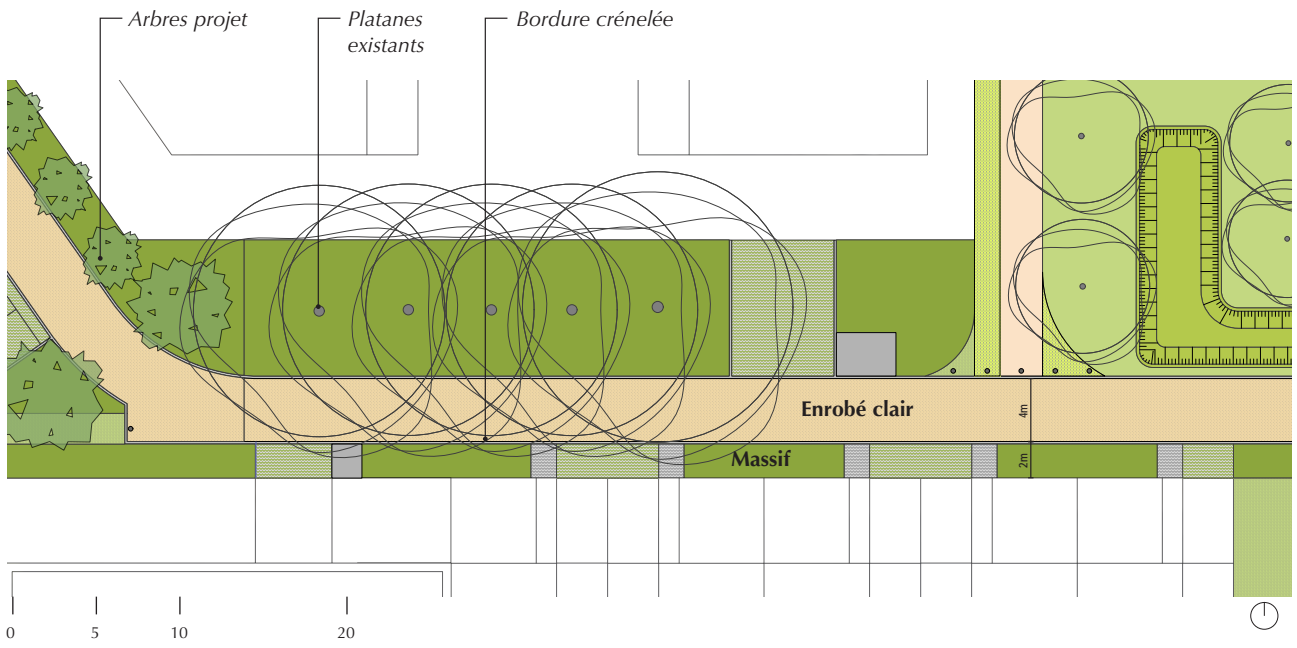 Arbres projet
Platanes
existants
Bordure crénelée
Enrobé clair
4m
Massif
2m
0 5 10 20